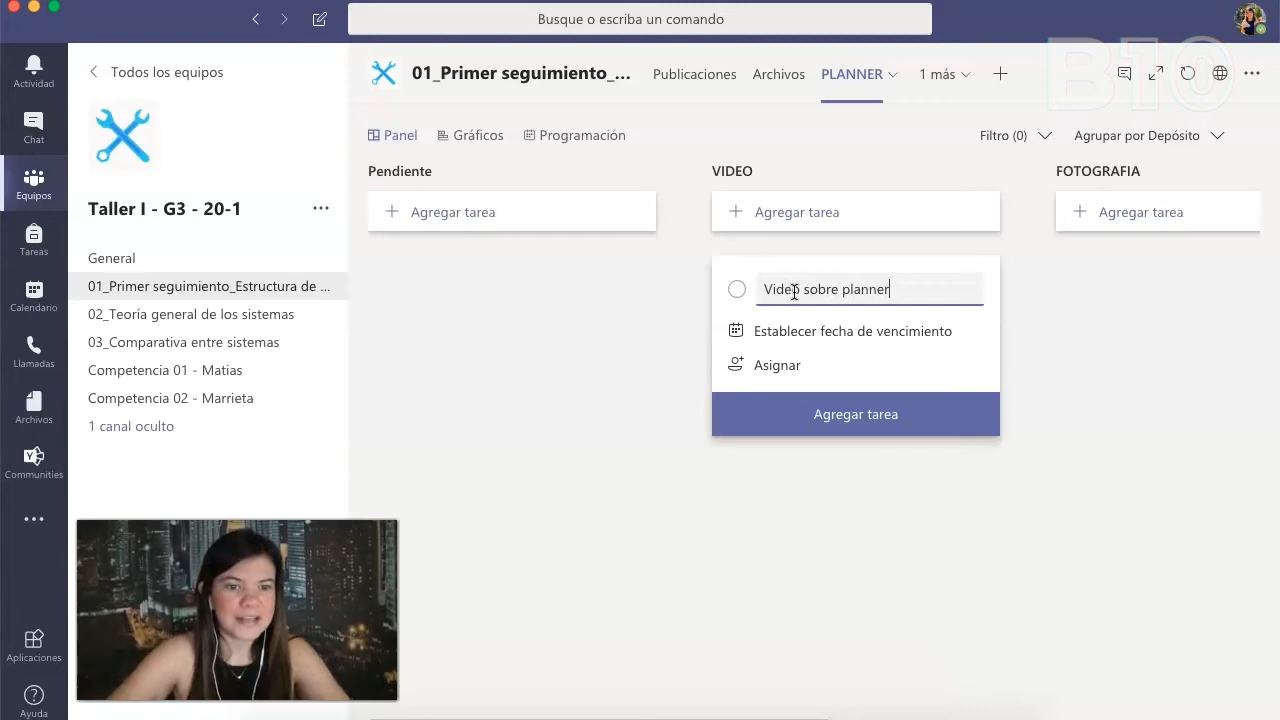 Busque o escriba un comando
Actividad
Chat
Equipos
Tareas
Calendario
Llamadas
Archivos
Communities
Aplicaciones
Ayuda
Todos los equipos
Taller I - G3 - 20-1
General
01_Primer seguimiento_Estructura de ...
02_Teoría general de los sistemas
03_Comparativa entre sistemas
Competencia 01 - Matias
Competencia 02 - Marrieta
1 canal oculto
01_Primer seguimiento_... Publicaciones Archivos PLANNER 1 más
B10
Panel Gráficos Programación Filtro (0) Agrupar por Depósito
Pendiente VIDEO FOTOGRAFIA
Agregar tarea Agregar tarea Agregar tarea
Video sobre planner
Establecer fecha de vencimiento
Asignar
Agregar tarea